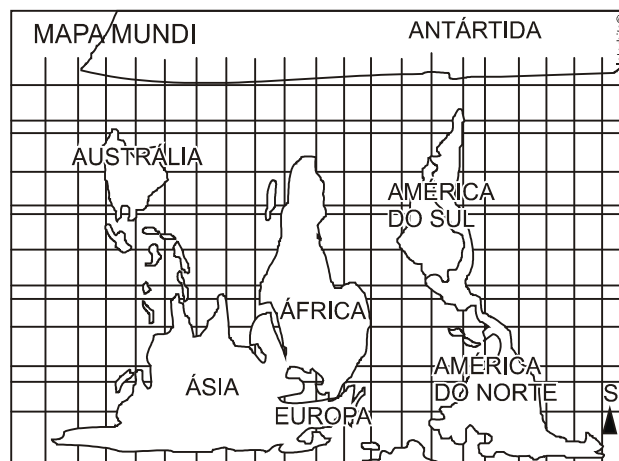 MAPA MUNDI
ANTÁRTIDA
AUSTRÁLIA
AMÉRICA
DO SUL
ÁFRICA
ÁSIA
EUROPA
AMÉRICA
DO NORTE
S